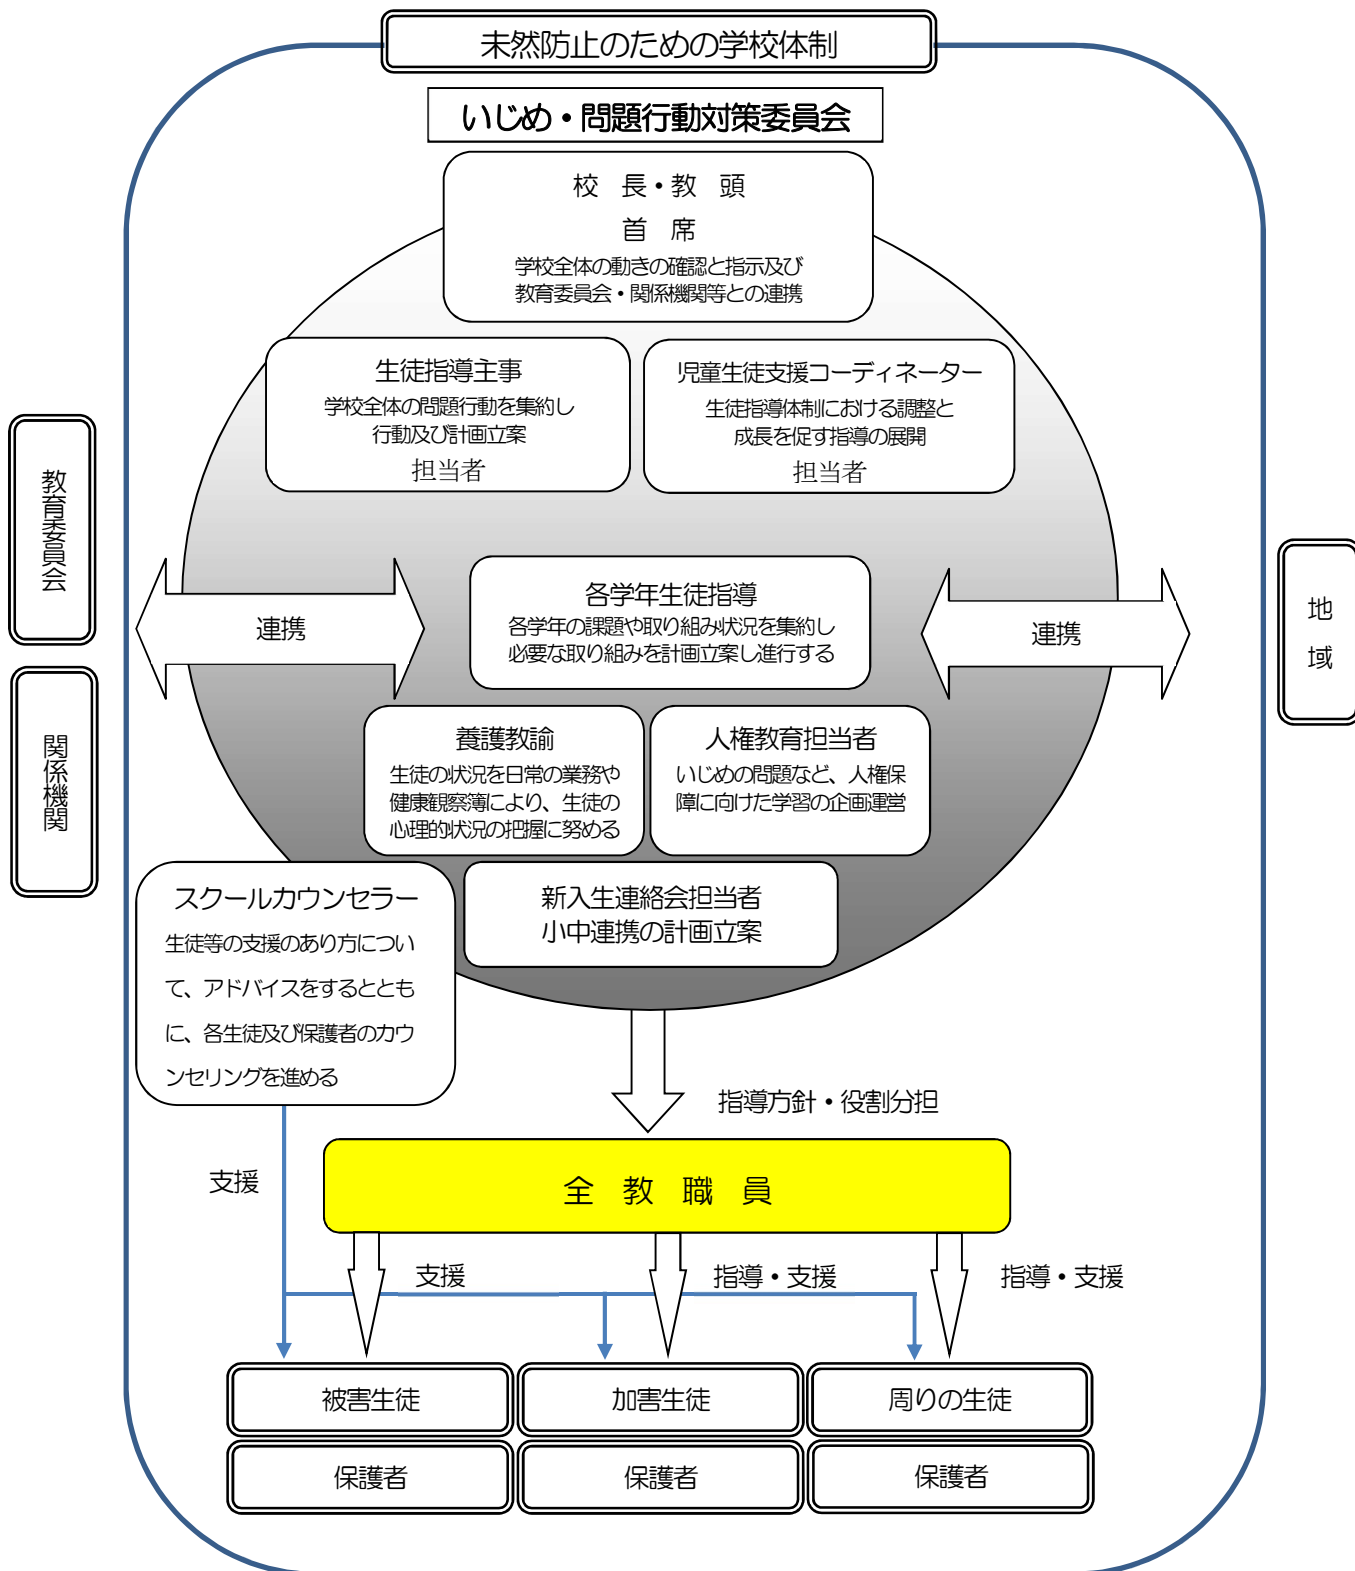 未然防止のための学校体制
いじめ・問題行動対策委員会
校　長・教　頭
首　席
学校全体の動きの確認と指示及び
教育委員会・関係機関等との連携
生徒指導主事
学校全体の問題行動を集約し
行動及び計画立案
担当者
児童生徒支援コーディネーター
生徒指導体制における調整と
成長を促す指導の展開
担当者
教育委員会
関係機関
連携
各学年生徒指導
各学年の課題や取り組み状況を集約し
必要な取り組みを計画立案し進行する
連携
地
域
養護教諭
生徒の状況を日常の業務や
健康観察簿により、生徒の
心理的状況の把握に努める
人権教育担当者
いじめの問題など、人権保
障に向けた学習の企画運営
スクールカウンセラー
生徒等の支援のあり方につい
て、アドバイスをするととも
に、各生徒及び保護者のカウ
ンセリングを進める
新入生連絡会担当者
小中連携の計画立案
指導方針・役割分担
支援
全　教　職　員
支援
指導・支援
指導・支援
被害生徒
加害生徒
周りの生徒
保護者
保護者
保護者